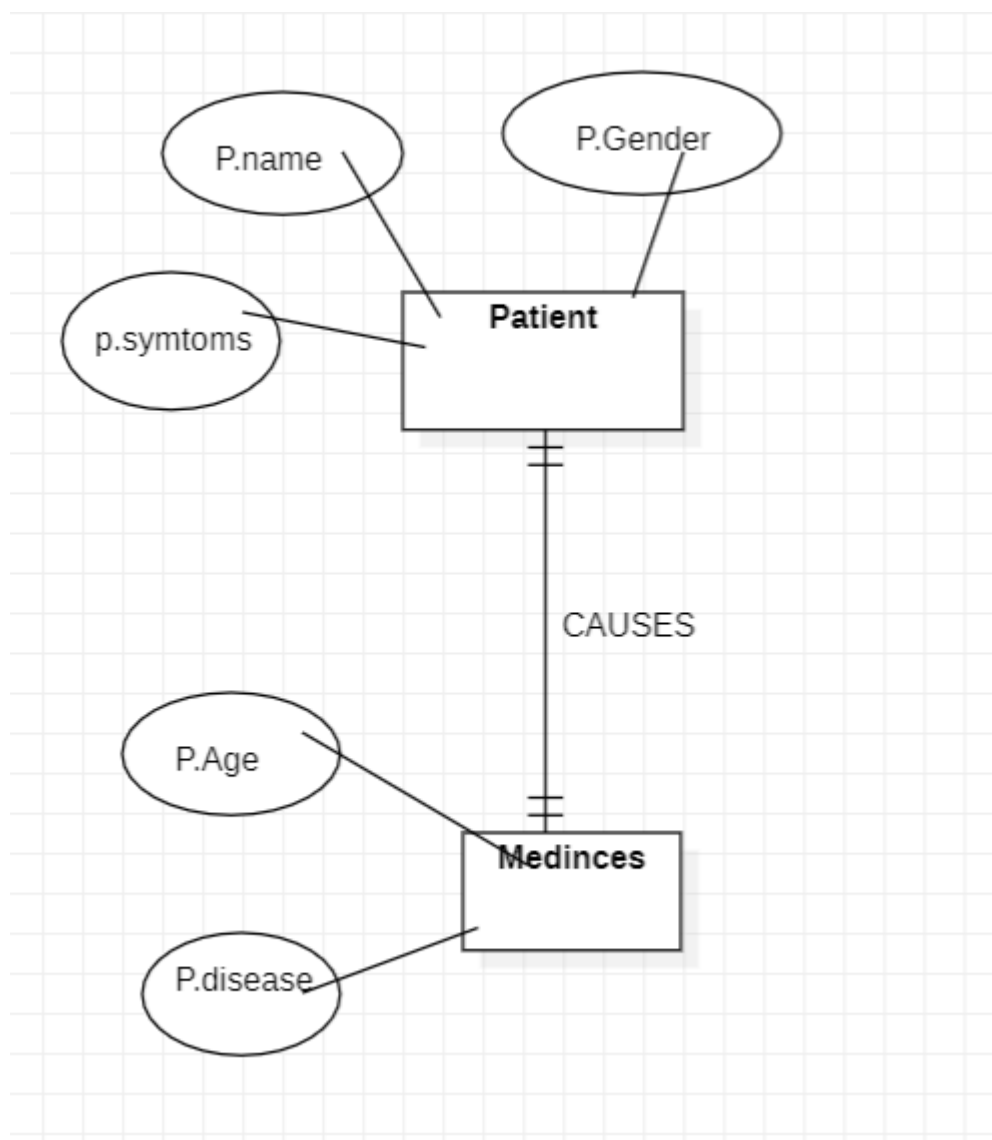 P.name
P.Gender
p.symtoms
Patient
CAUSES
P.Age
Medinces
P.disease